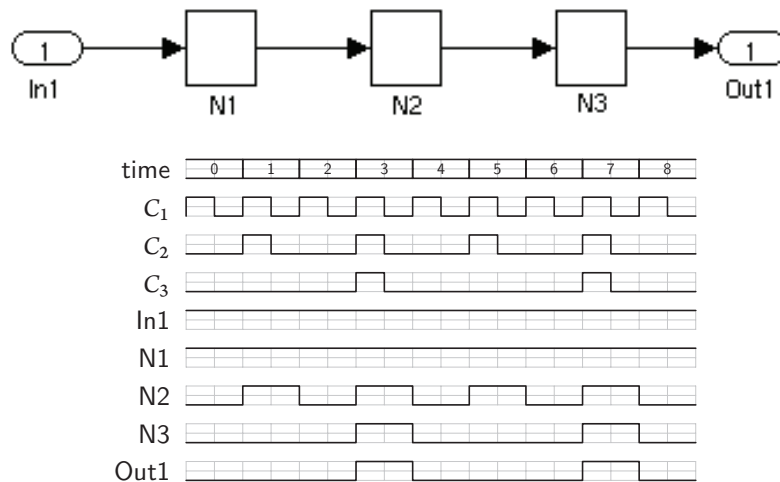 1 1
In1 N1 N2 N3 Out1
time 0 1 2 3 4 5 6 7 8
C₁
C₂
C₃
In1
N1
N2
N3
Out1